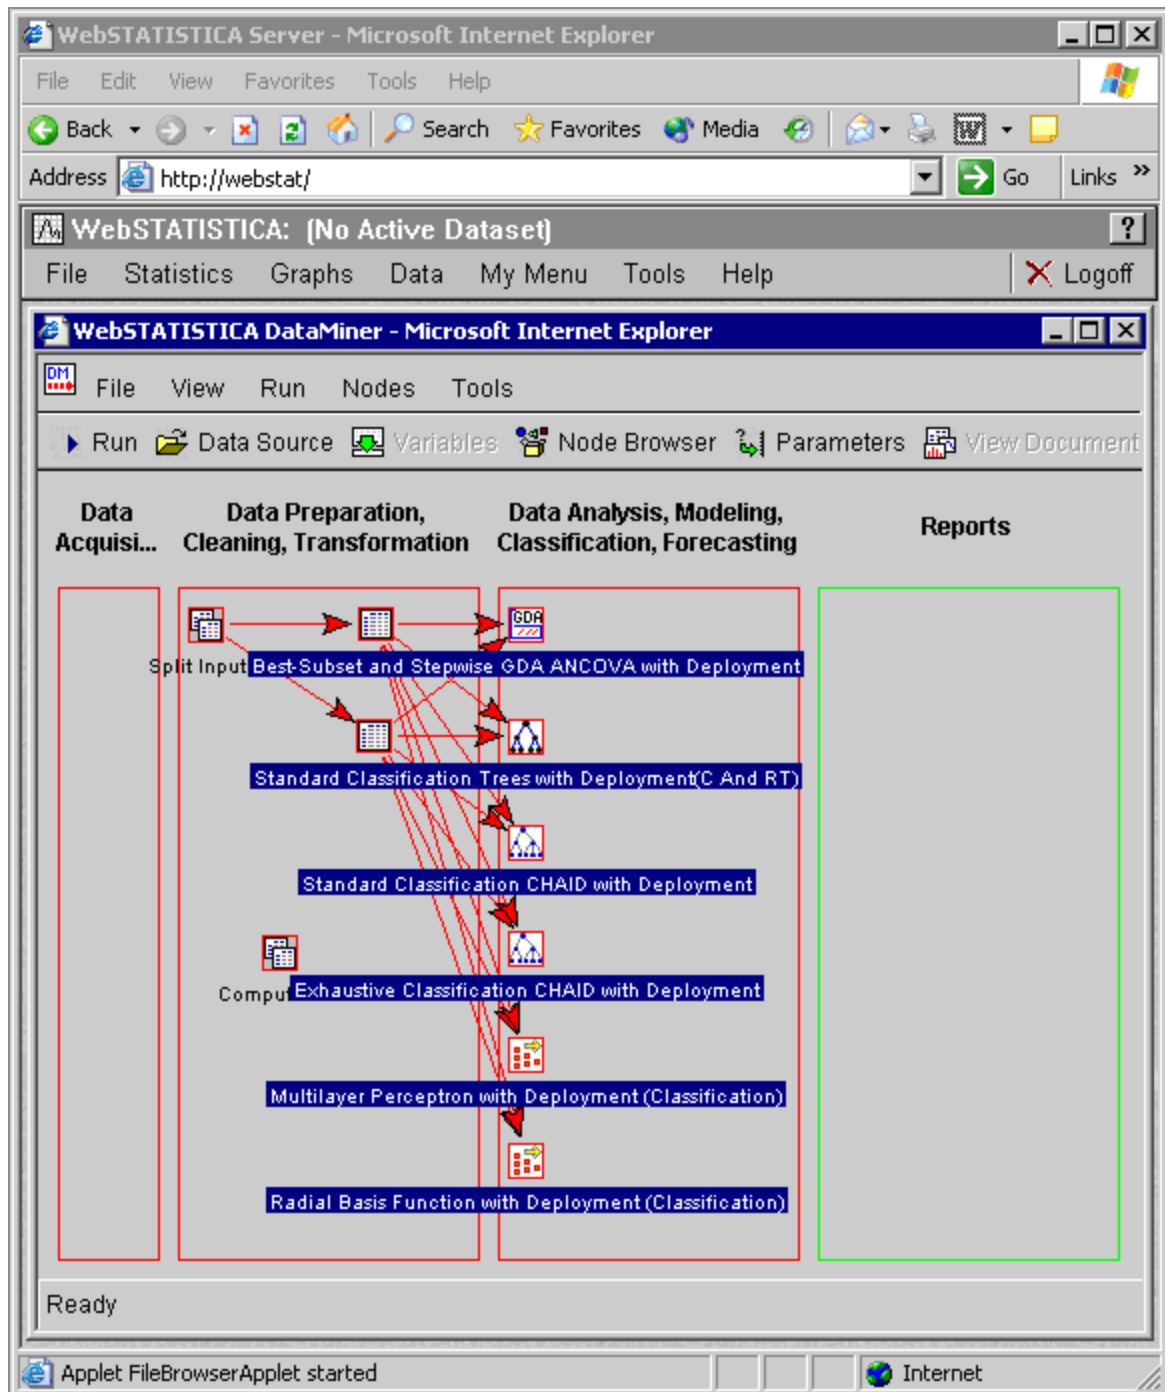 WebSTATISTICA Server - Microsoft Internet Explorer
File Edit View Favorites Tools Help
Back Search Favorites Media W
Address http://webstat/ Go Links »
WebSTATISTICA: (No Active Dataset) ?
File Statistics Graphs Data My Menu Tools Help Logoff
WebSTATISTICA DataMiner - Microsoft Internet Explorer
DM File View Run Nodes Tools
Run Data Source Variables Node Browser Parameters View Document
Data
Acquisi...
Data Preparation,
Cleaning, Transformation
Data Analysis, Modeling,
Classification, Forecasting
Reports
GDA
Split Input Best-Subset and Stepwise GDA ANCOVA with Deployment
Standard Classification Trees with Deployment(C And RT)
Standard Classification CHAID with Deployment
Comput Exhaustive Classification CHAID with Deployment
Multilayer Perceptron with Deployment (Classification)
Radial Basis Function with Deployment (Classification)
Ready
Applet FileBrowserApplet started Internet